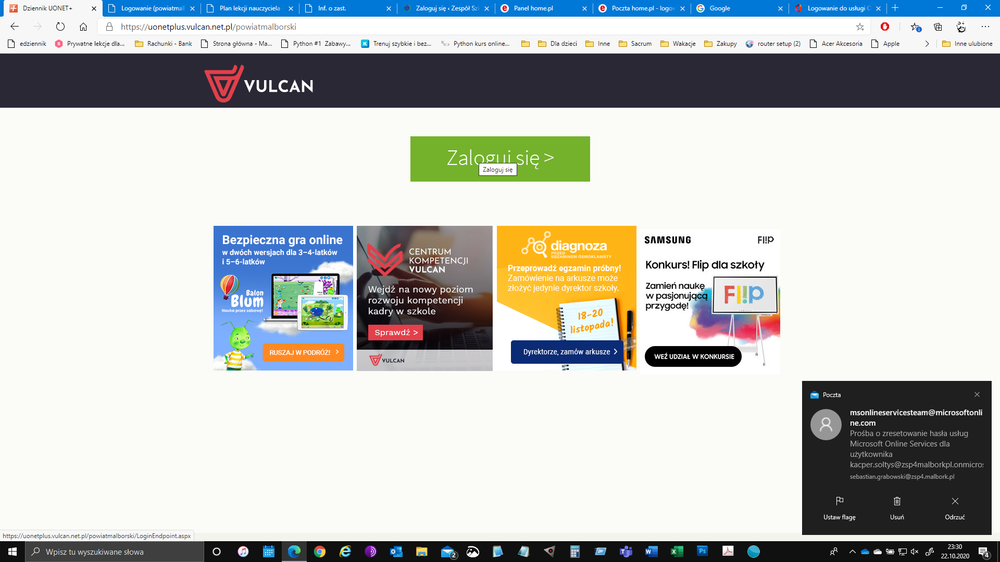 Dziennik UONET+
Logowanie (powiatmal
Plan lekcji nauczyciela
Inf. o zast.
Zaloguj się ‹ Zespół Sz
Panel home.pl
Poczta home.pl - logow
Google
Logowanie do usługi O
https://uonetplus.vulcan.net.pl/powiatmalborski
edziennik
Prywatne lekcje dla...
Rachunki - Bank
Strona główna - Ma...
Python #1 Zabawy...
Trenuj szybkie i bez...
Python kurs online...
Dla dzieci
Inne
Sacrum
Wakacje
Zakupy
router setup (2)
Acer Akcesoria
Apple
Inne ulubione
VULCAN
Zaloguj się >
Zaloguj się
Bezpieczna gra online
w dwóch wersjach dla 3–4-latków
i 5–6-latków
Balon
Blum
Nauka przez zabawę!
RUSZAJ W PODRÓŻ!
CENTRUM
KOMPETENCJI
VULCAN
Wejdź na nowy poziom
rozwoju kompetencji
kadry w szkole
Sprawdź >
VULCAN
diagnoza
PRZED
EGZAMINEM ÓSMOKLASISTY
Przeprowadź egzamin próbny!
Zamówienie na arkusze może
złożyć jedynie dyrektor szkoły.
18-20
listopada!
Dyrektorze, zamów arkusze
SAMSUNG
Flip
Konkurs! Flip dla szkoły
Zamień naukę
w pasjonującą
przygodę!
Flip
WEŹ UDZIAŁ W KONKURSIE
Poczta
msonlineservicesteam@microsoftonli
ne.com
Prośba o zresetowanie hasła usług
Microsoft Online Services dla
użytkownika
kacper.soltys@zsp4malborkpl.onmicros
sebastian.grabowski@zsp4.malbork.pl
Ustaw flagę
Usuń
Odrzuć
https://uonetplus.vulcan.net.pl/powiatmalborski/LoginEndpoint.aspx
Wpisz tu wyszukiwane słowa
2
23:30
22.10.2020
4